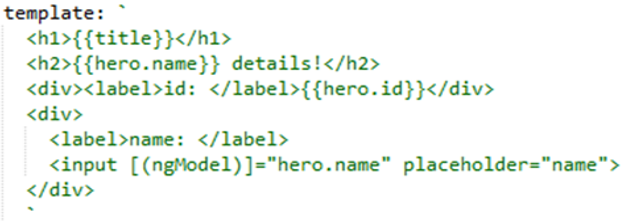 template: `
<h1>{{title}}</h1>
<h2>{{hero.name}} details!</h2>
<div><label>id: </label>{{hero.id}}</div>
<div>
<label>name: </label>
<input [(ngModel)]="hero.name" placeholder="name">
</div>
`